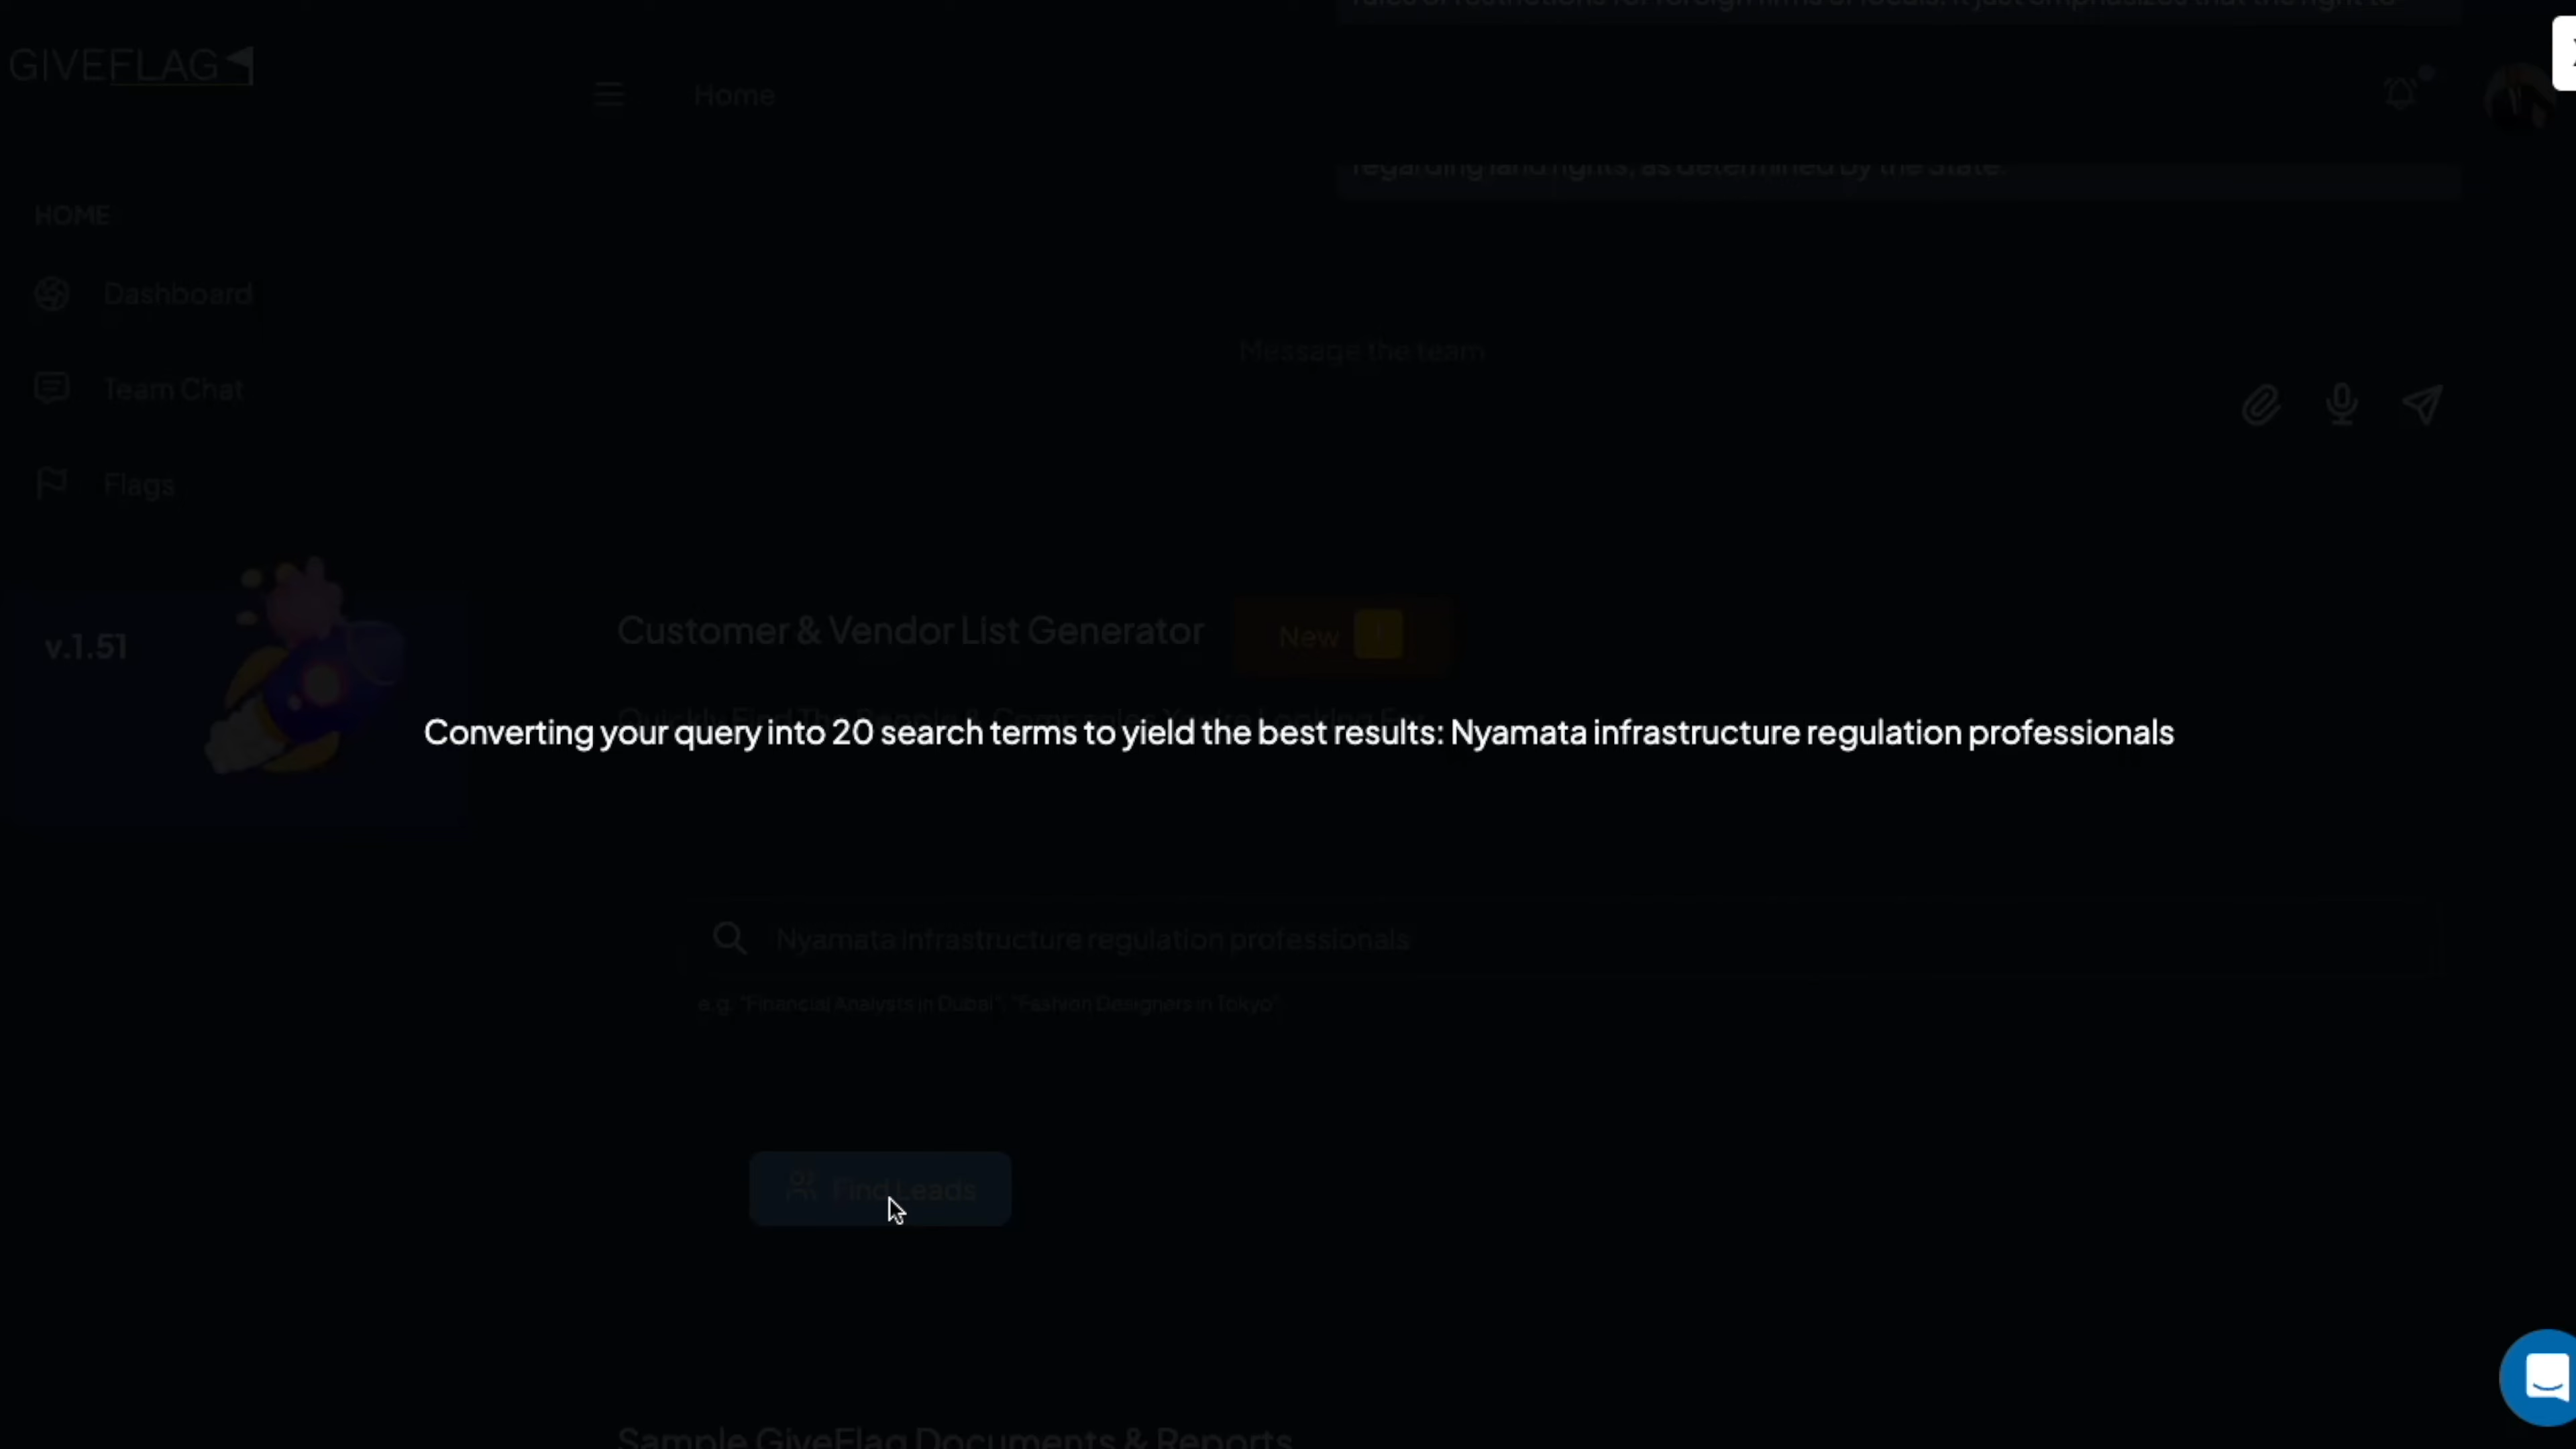 GIVEFLAG
Home
regarding land rights, as determined by the State.
HOME
Dashboard
Message the team
Team Chat
Flags
Customer & Vendor List Generator
New
v.1.51
Converting your query into 20 search terms to yield the best results: Nyamata infrastructure regulation professionals
Nyamata infrastructure regulation professionals
e.g. "Financial Analysts in Dubai", "Fashion Designers in Tokyo"
Find Leads
Sample GiveFlag Documents & Reports